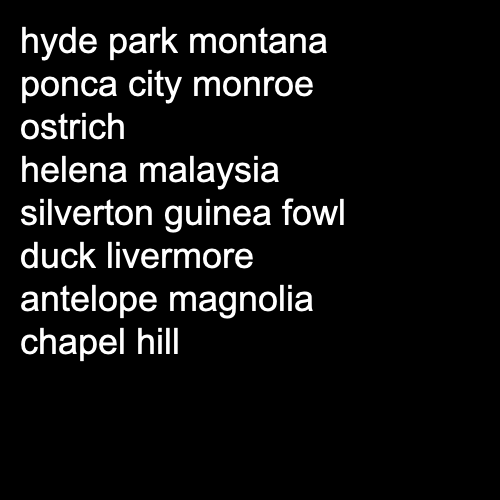 hyde park montana
ponca city monroe
ostrich
helena malaysia
silverton guinea fowl
duck livermore
antelope magnolia
chapel hill